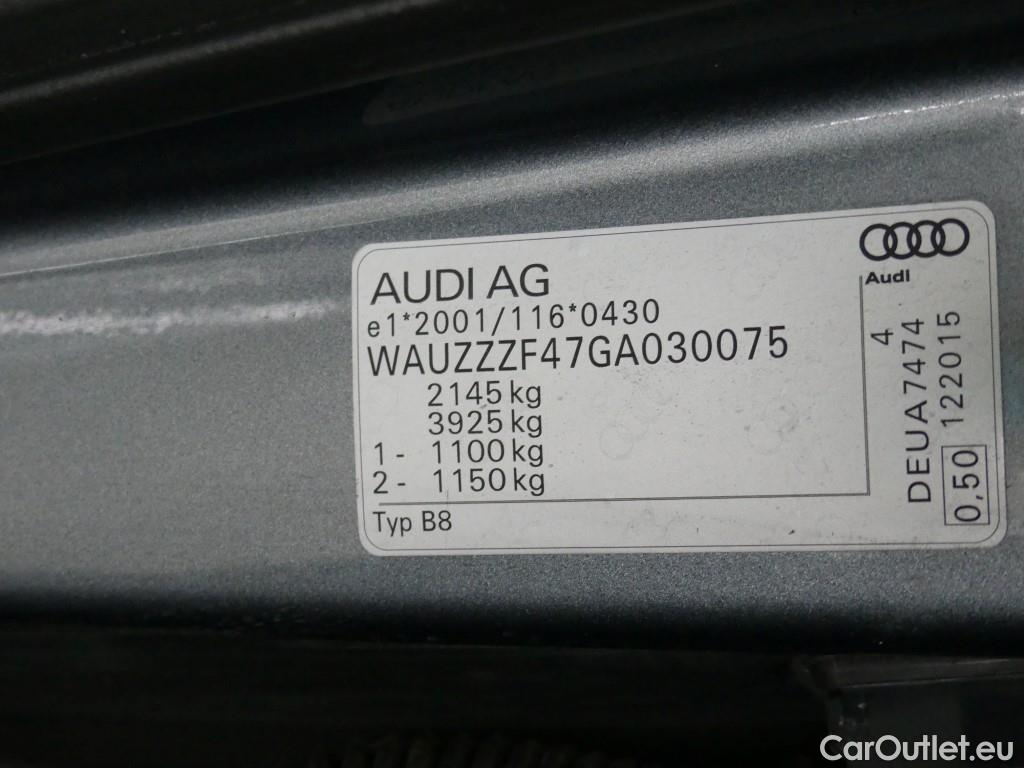 AUDI AG
e1*2001/116*0430
WAUZZZF47GA030075
2145 kg
3925 kg
1 - 1100 kg
2 - 1150 kg
Typ B8
Audi
4
DEUA7474
122015
0,50
CarOutlet.eu